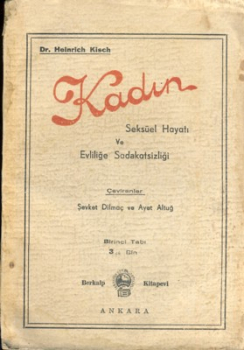 Dr. Heinrich Kisch
Kadın
Seksüel Hayatı
Ve
Evliliğe Sadakatsizliği
Çevirenler
Şevket Dilmaç ve Ayet Altuğ
Birinci Tabı
Berkalp Kitapevi
ANKARA